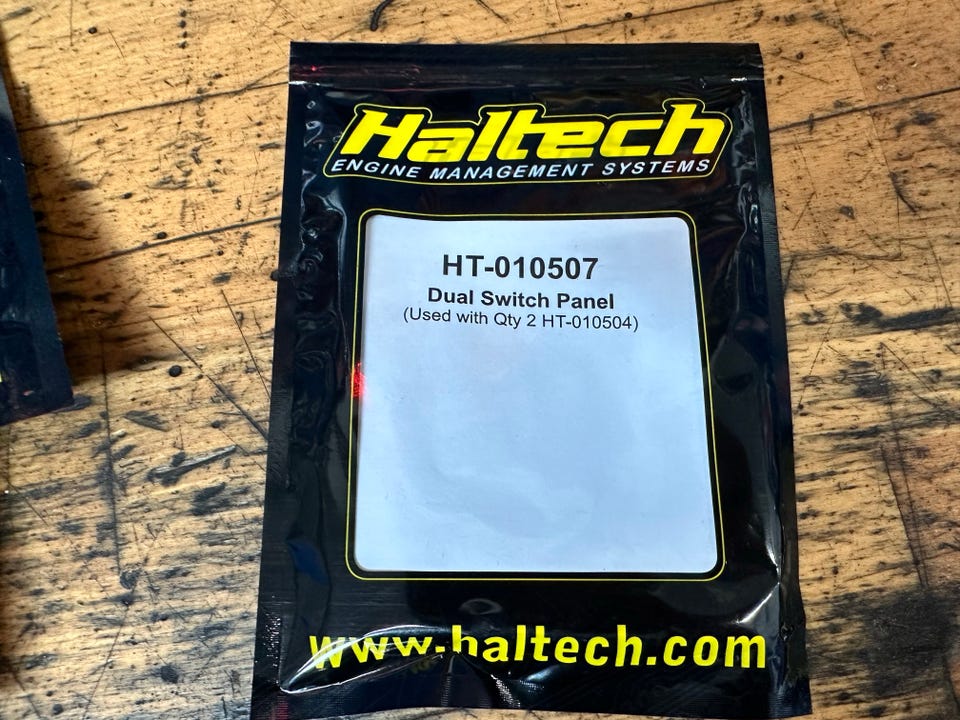 Haltech
ENGINE MANAGEMENT SYSTEMS
HT-010507
Dual Switch Panel
(Used with Qty 2 HT-010504)
www.haltech.com